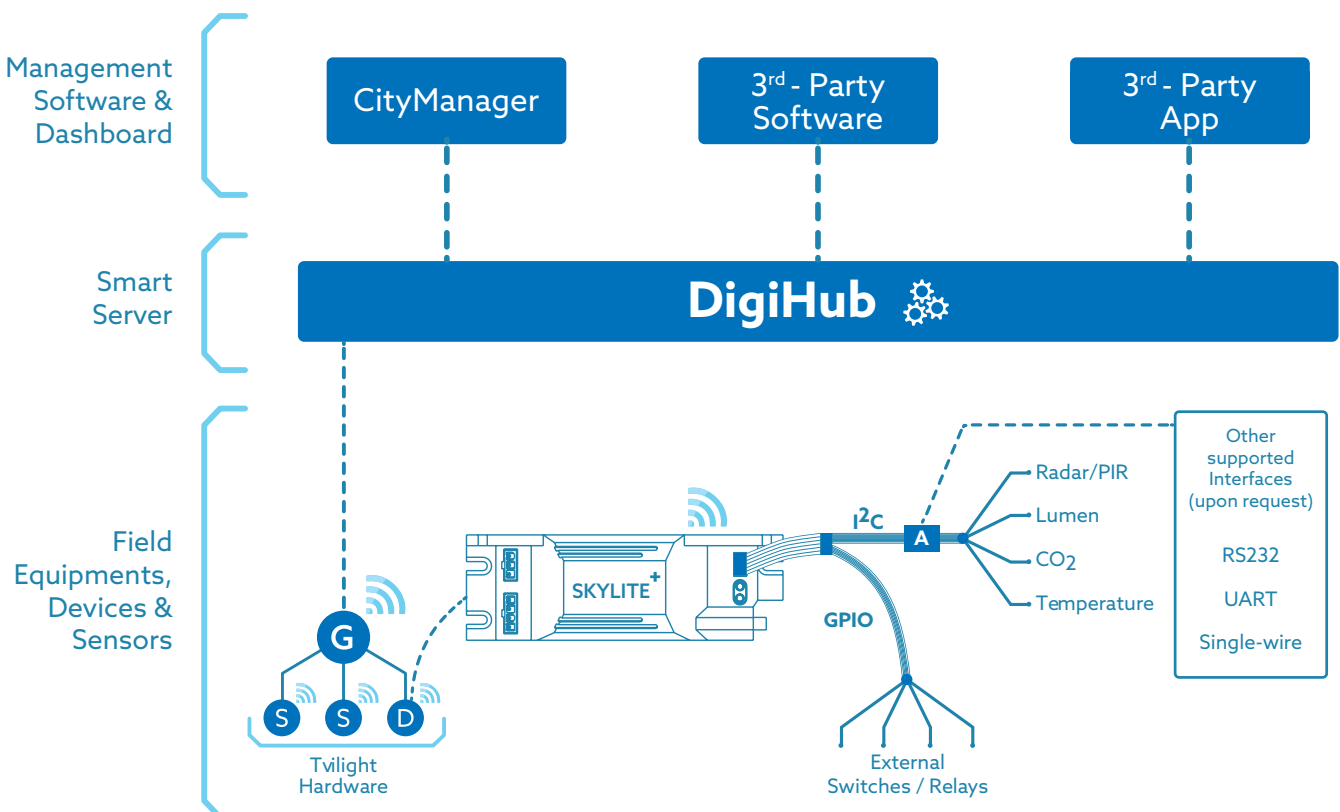 Management
Software &
Dashboard
CityManager
3rd - Party
Software
3rd - Party
App
Smart
Server
DigiHub
Field
Equipments,
Devices &
Sensors
G
S
S
D
Tvilight
Hardware
SKYLITE+
I2C
A
GPIO
Radar/PIR
Lumen
CO2
Temperature
External
Switches / Relays
Other
supported
Interfaces
(upon request)
RS232
UART
Single-wire